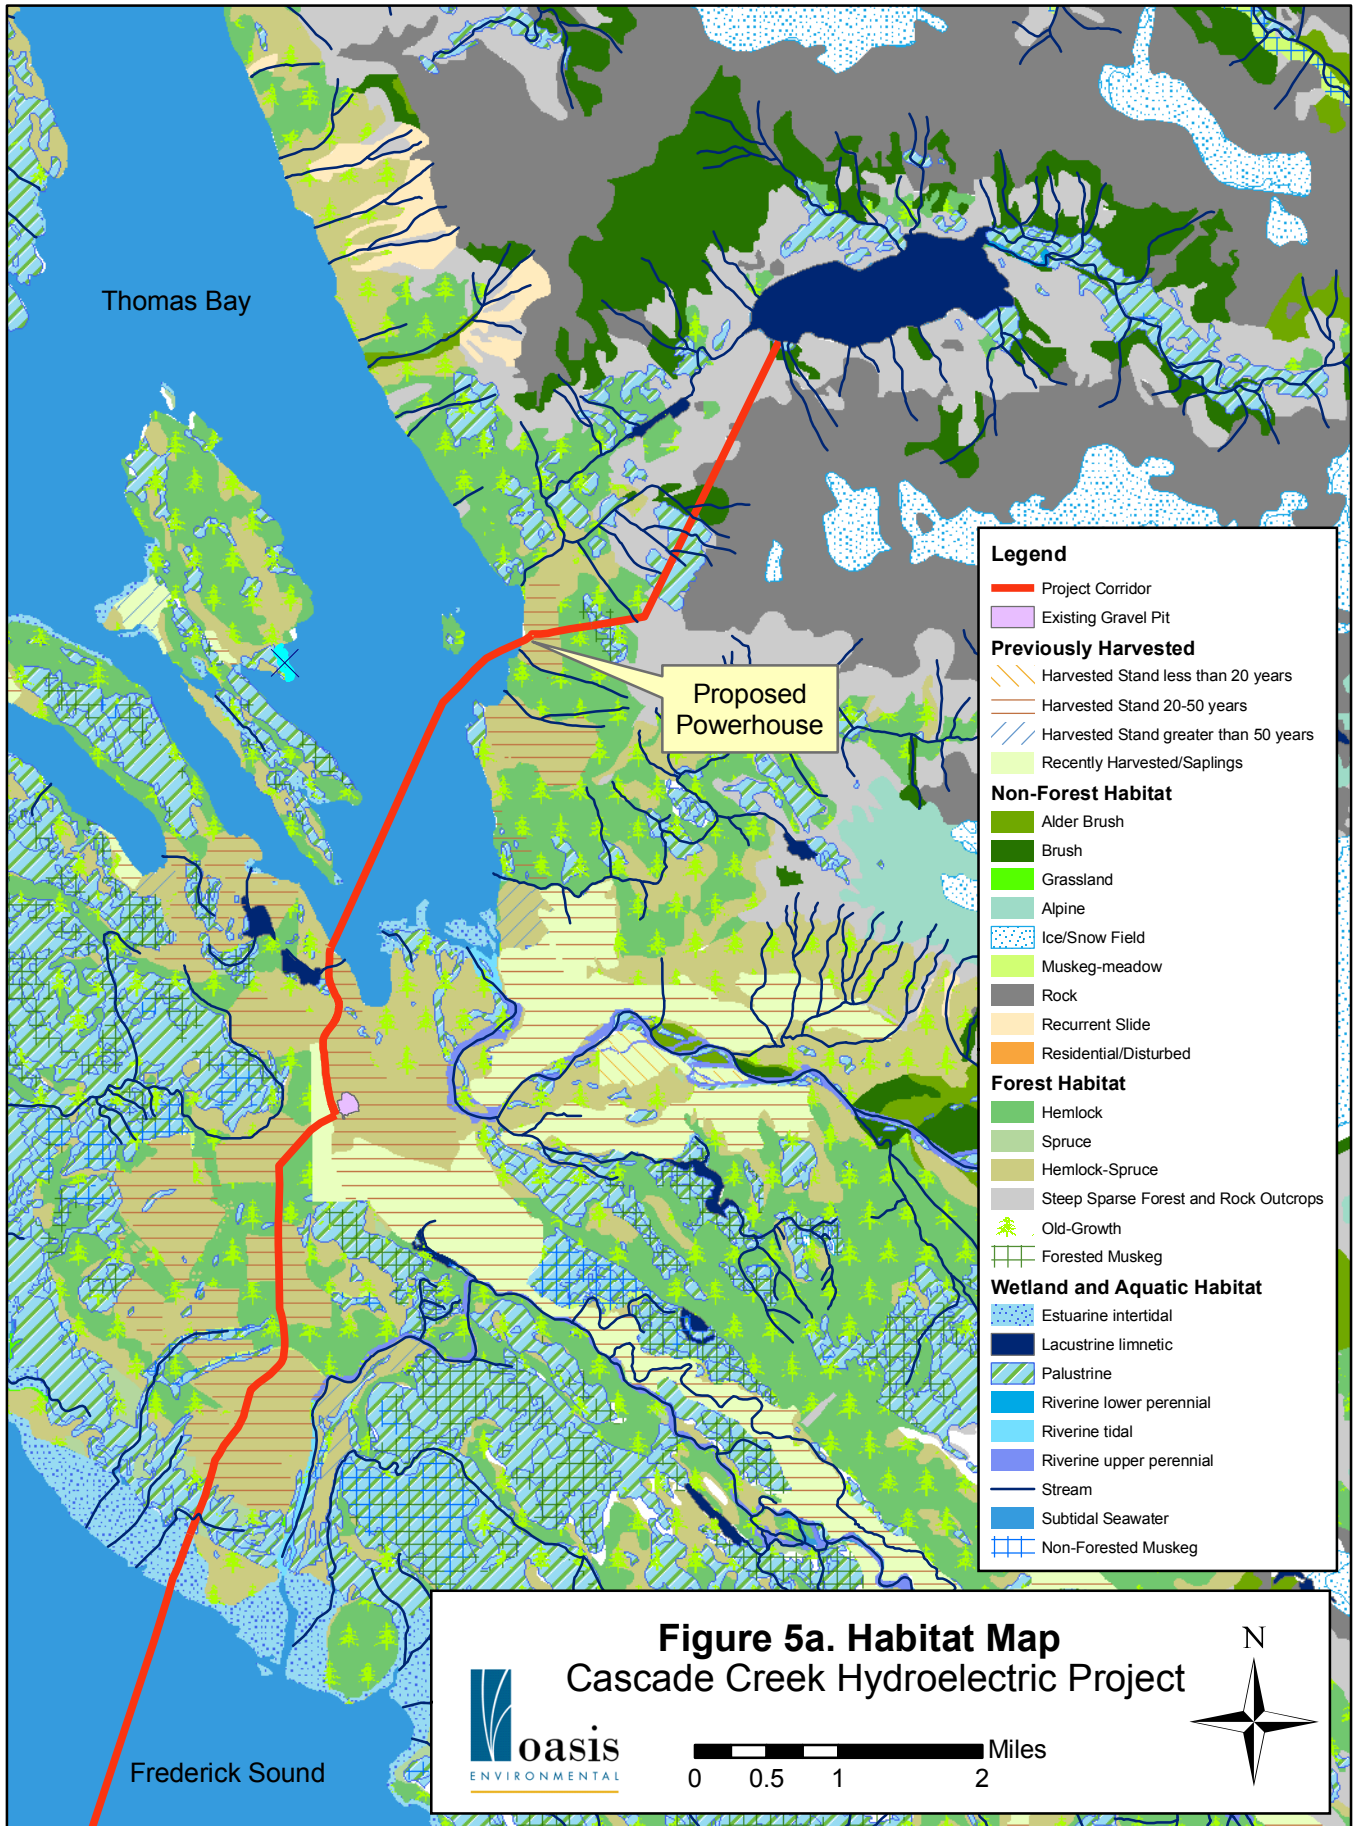 Thomas Bay
Proposed
Powerhouse
Legend
Project Corridor
Existing Gravel Pit
Previously Harvested
Harvested Stand less than 20 years
Harvested Stand 20-50 years
Harvested Stand greater than 50 years
Recently Harvested/Saplings
Non-Forest Habitat
Alder Brush
Brush
Grassland
Alpine
Ice/Snow Field
Muskeg-meadow
Rock
Recurrent Slide
Residential/Disturbed
Forest Habitat
Hemlock
Spruce
Hemlock-Spruce
Steep Sparse Forest and Rock Outcrops
Old-Growth
Forested Muskeg
Wetland and Aquatic Habitat
Estuarine intertidal
Lacustrine limnetic
Palustrine
Riverine lower perennial
Riverine tidal
Riverine upper perennial
Stream
Subtidal Seawater
Non-Forested Muskeg
Frederick Sound
Figure 5a. Habitat Map
Cascade Creek Hydroelectric Project
oasis
ENVIRONMENTAL
Miles
0 0.5 1 2
N